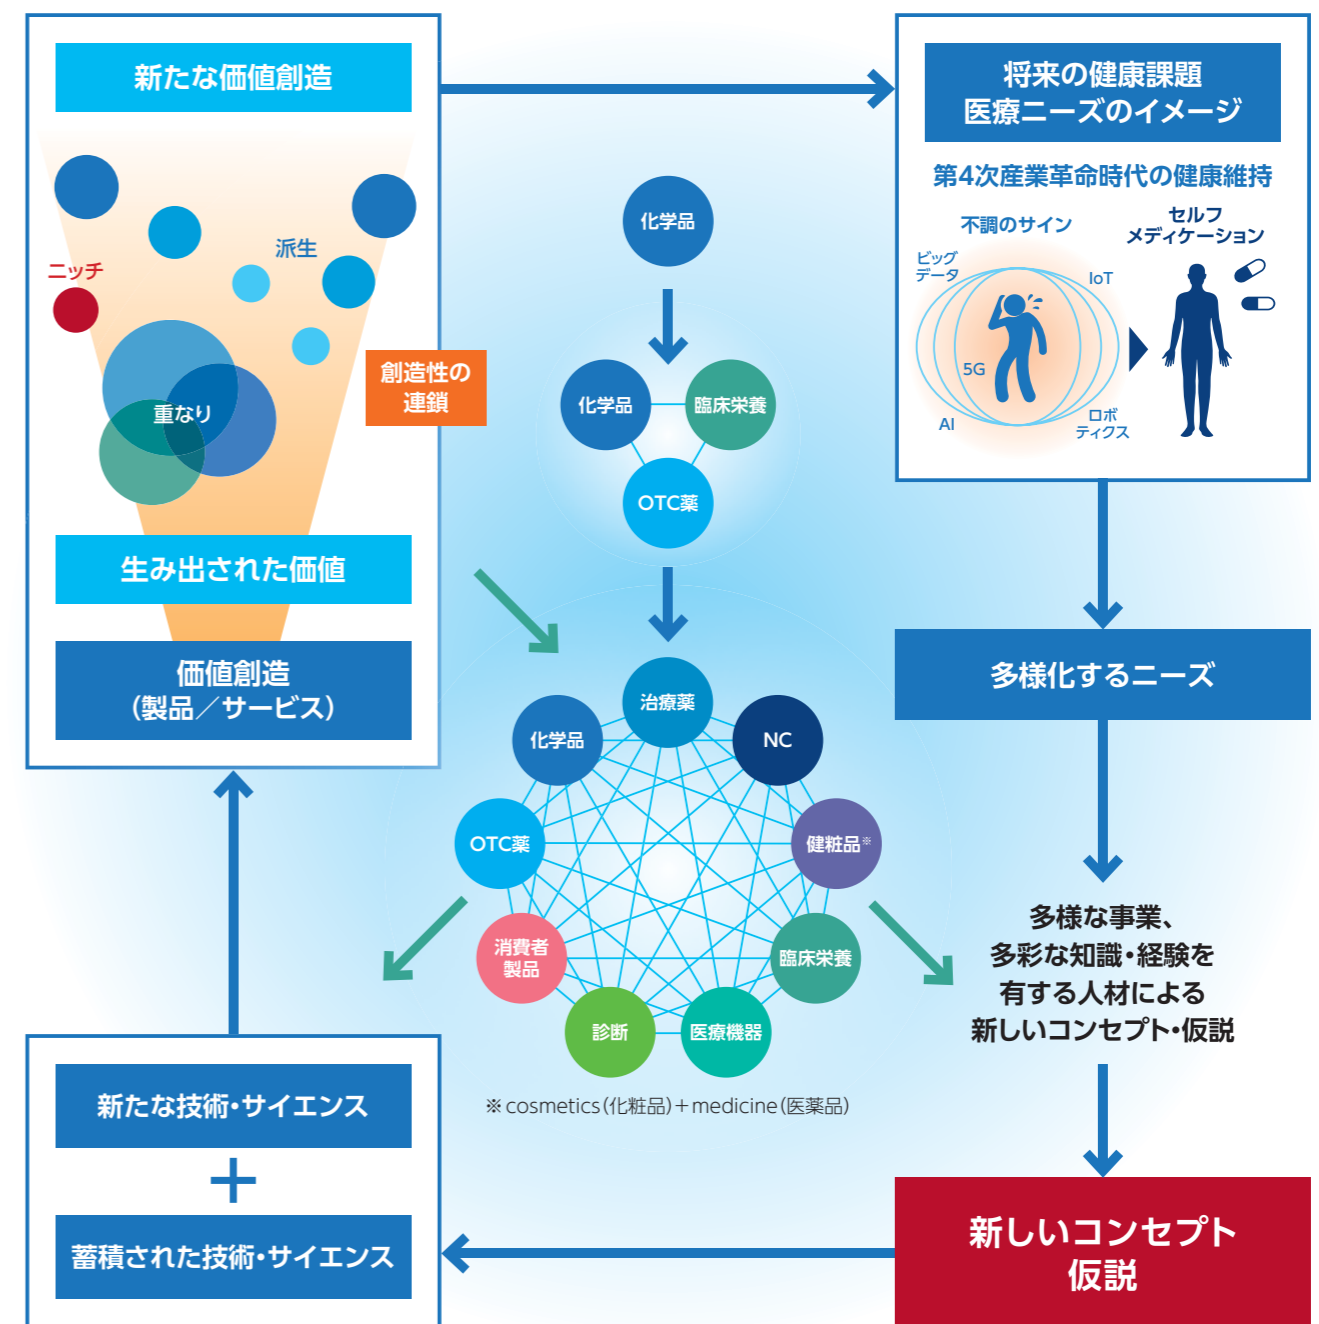 新たな価値創造
ニッチ
派生
重なり
創造性の
連鎖
生み出された価値
価値創造
（製品／サービス）
将来の健康課題
医療ニーズのイメージ
第4次産業革命時代の健康維持
不調のサイン
セルフ
メディケーション
ビッグ
データ
IoT
5G
AI
ロボ
ティクス
化学品
化学品
臨床栄養
OTC薬
治療薬
化学品
NC
OTC薬
健粧品※
消費者
製品
臨床栄養
診断
医療機器
※cosmetics（化粧品）＋medicine（医薬品）
多様化するニーズ
多様な事業、
多彩な知識・経験を
有する人材による
新しいコンセプト・仮説
新しいコンセプト
仮説
新たな技術・サイエンス
＋
蓄積された技術・サイエンス